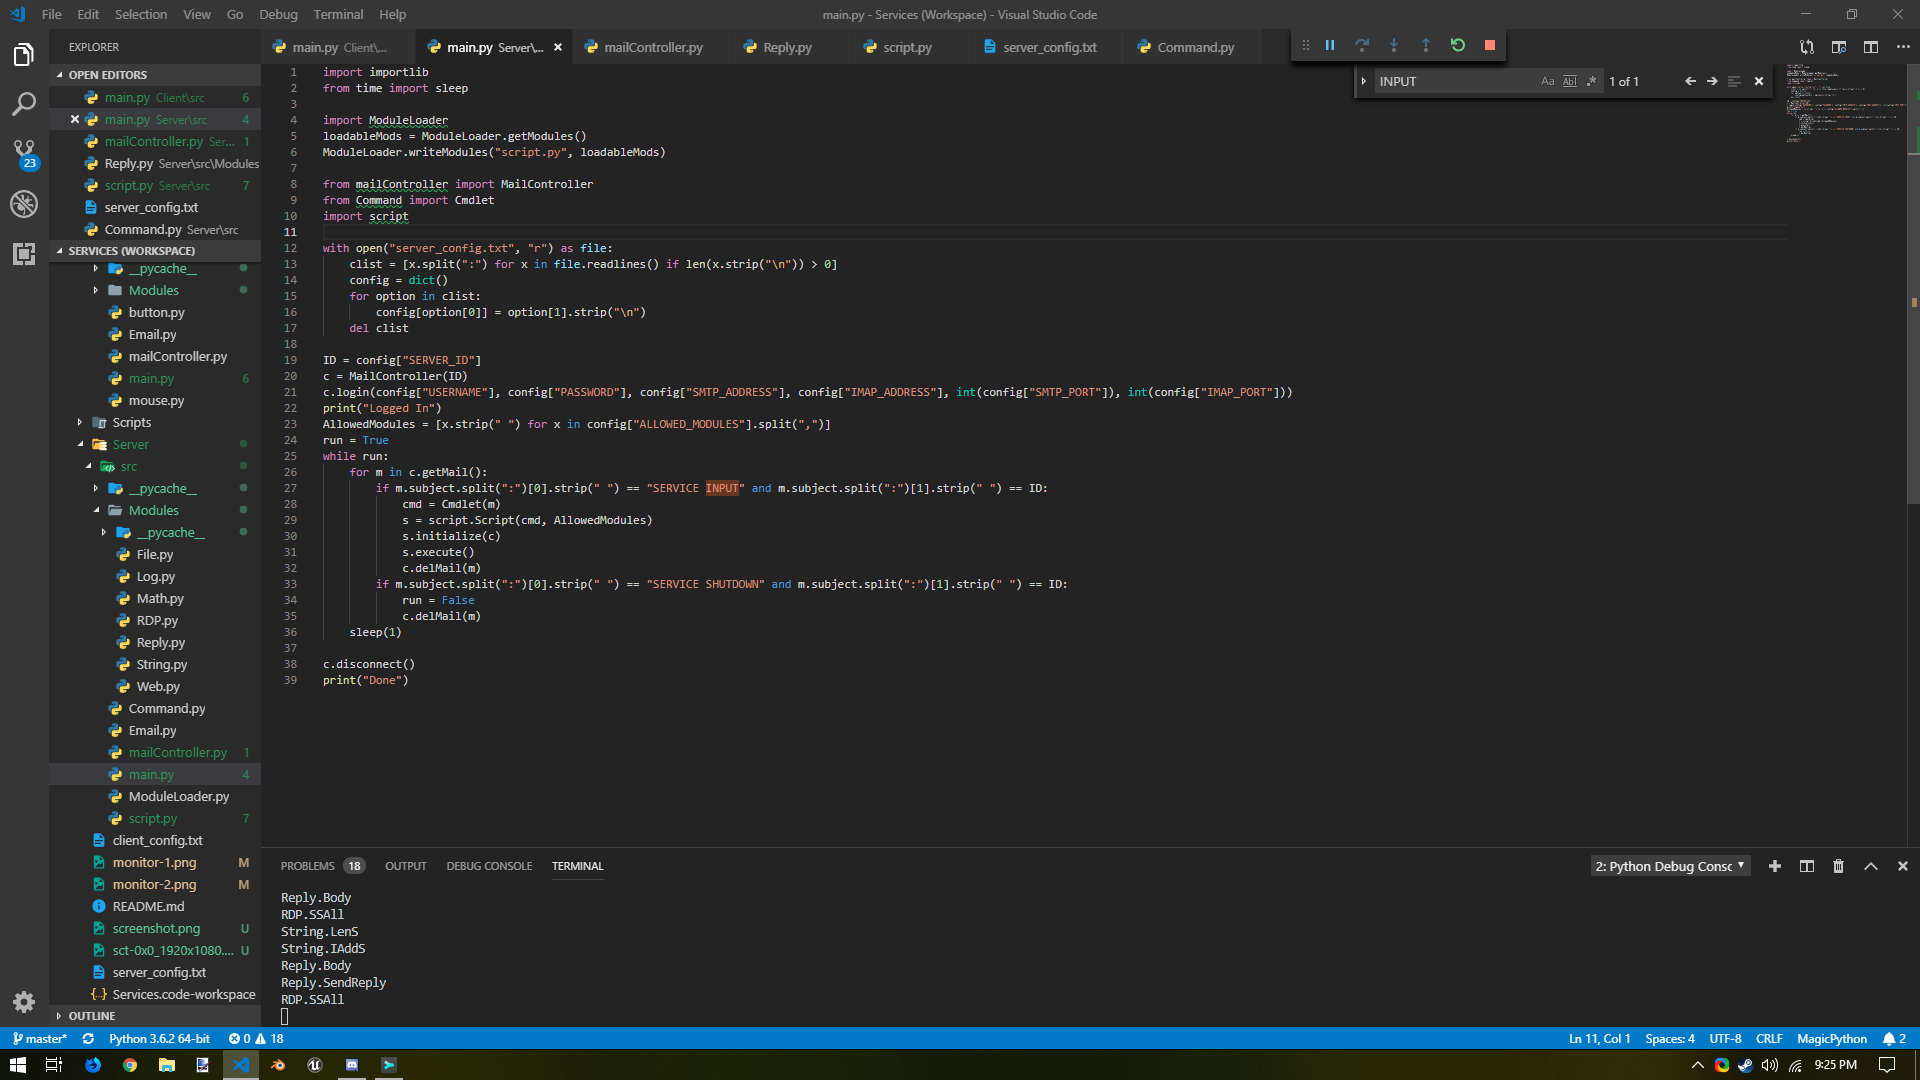 File Edit Selection View Go Debug Terminal Help
main.py - Services (Workspace) - Visual Studio Code
EXPLORER
OPEN EDITORS
main.py Client\src 6
main.py Server\src 4
mailController.py Ser... 1
Reply.py Server\src\Modules
script.py Server\src 7
server_config.txt
Command.py Server\src
SERVICES (WORKSPACE)
__pycache__
Modules
button.py
Email.py
mailController.py
main.py 6
mouse.py
Scripts
Server
src
__pycache__
Modules
__pycache__
File.py
Log.py
Math.py
RDP.py
Reply.py
String.py
Web.py
Command.py
Email.py
mailController.py 1
main.py 4
ModuleLoader.py
script.py 7
client_config.txt
monitor-1.png M
monitor-2.png M
README.md
screenshot.png U
sct-0x0_1920x1080.... U
server_config.txt
{..} Services.code-workspace
OUTLINE
23
main.py Client\... main.py Server\... mailController.py Reply.py script.py server_config.txt Command.py
INPUT Aa Abl .* 1 of 1
1 import importlib
2 from time import sleep
3
4 import ModuleLoader
5 loadableMods = ModuleLoader.getModules()
6 ModuleLoader.writeModules("script.py", loadableMods)
7
8 from mailController import MailController
9 from Command import Cmdlet
10 import script
11
12 with open("server_config.txt", "r") as file:
13 clist = [x.split(":") for x in file.readlines() if len(x.strip("\n")) > 0]
14 config = dict()
15 for option in clist:
16 config[option[0]] = option[1].strip("\n")
17 del clist
18
19 ID = config["SERVER_ID"]
20 c = MailController(ID)
21 c.login(config["USERNAME"], config["PASSWORD"], config["SMTP_ADDRESS"], config["IMAP_ADDRESS"], int(config["SMTP_PORT"]), int(config["IMAP_PORT"]))
22 print("Logged In")
23 AllowedModules = [x.strip(" ") for x in config["ALLOWED_MODULES"].split(",")]
24 run = True
25 while run:
26 for m in c.getMail():
27 if m.subject.split(":")[0].strip(" ") == "SERVICE INPUT" and m.subject.split(":")[1].strip(" ") == ID:
28 cmd = Cmdlet(m)
29 s = script.Script(cmd, AllowedModules)
30 s.initialize(c)
31 s.execute()
32 c.delMail(m)
33 if m.subject.split(":")[0].strip(" ") == "SERVICE SHUTDOWN" and m.subject.split(":")[1].strip(" ") == ID:
34 run = False
35 c.delMail(m)
36 sleep(1)
37
38 c.disconnect()
39 print("Done")
PROBLEMS 18 OUTPUT DEBUG CONSOLE TERMINAL
2: Python Debug Consc
Reply.Body
RDP.SSAll
String.LenS
String.IAddS
Reply.Body
Reply.SendReply
RDP.SSAll
master* Python 3.6.2 64-bit 0 18
Ln 11, Col 1 Spaces: 4 UTF-8 CRLF MagicPython 2
9:25 PM